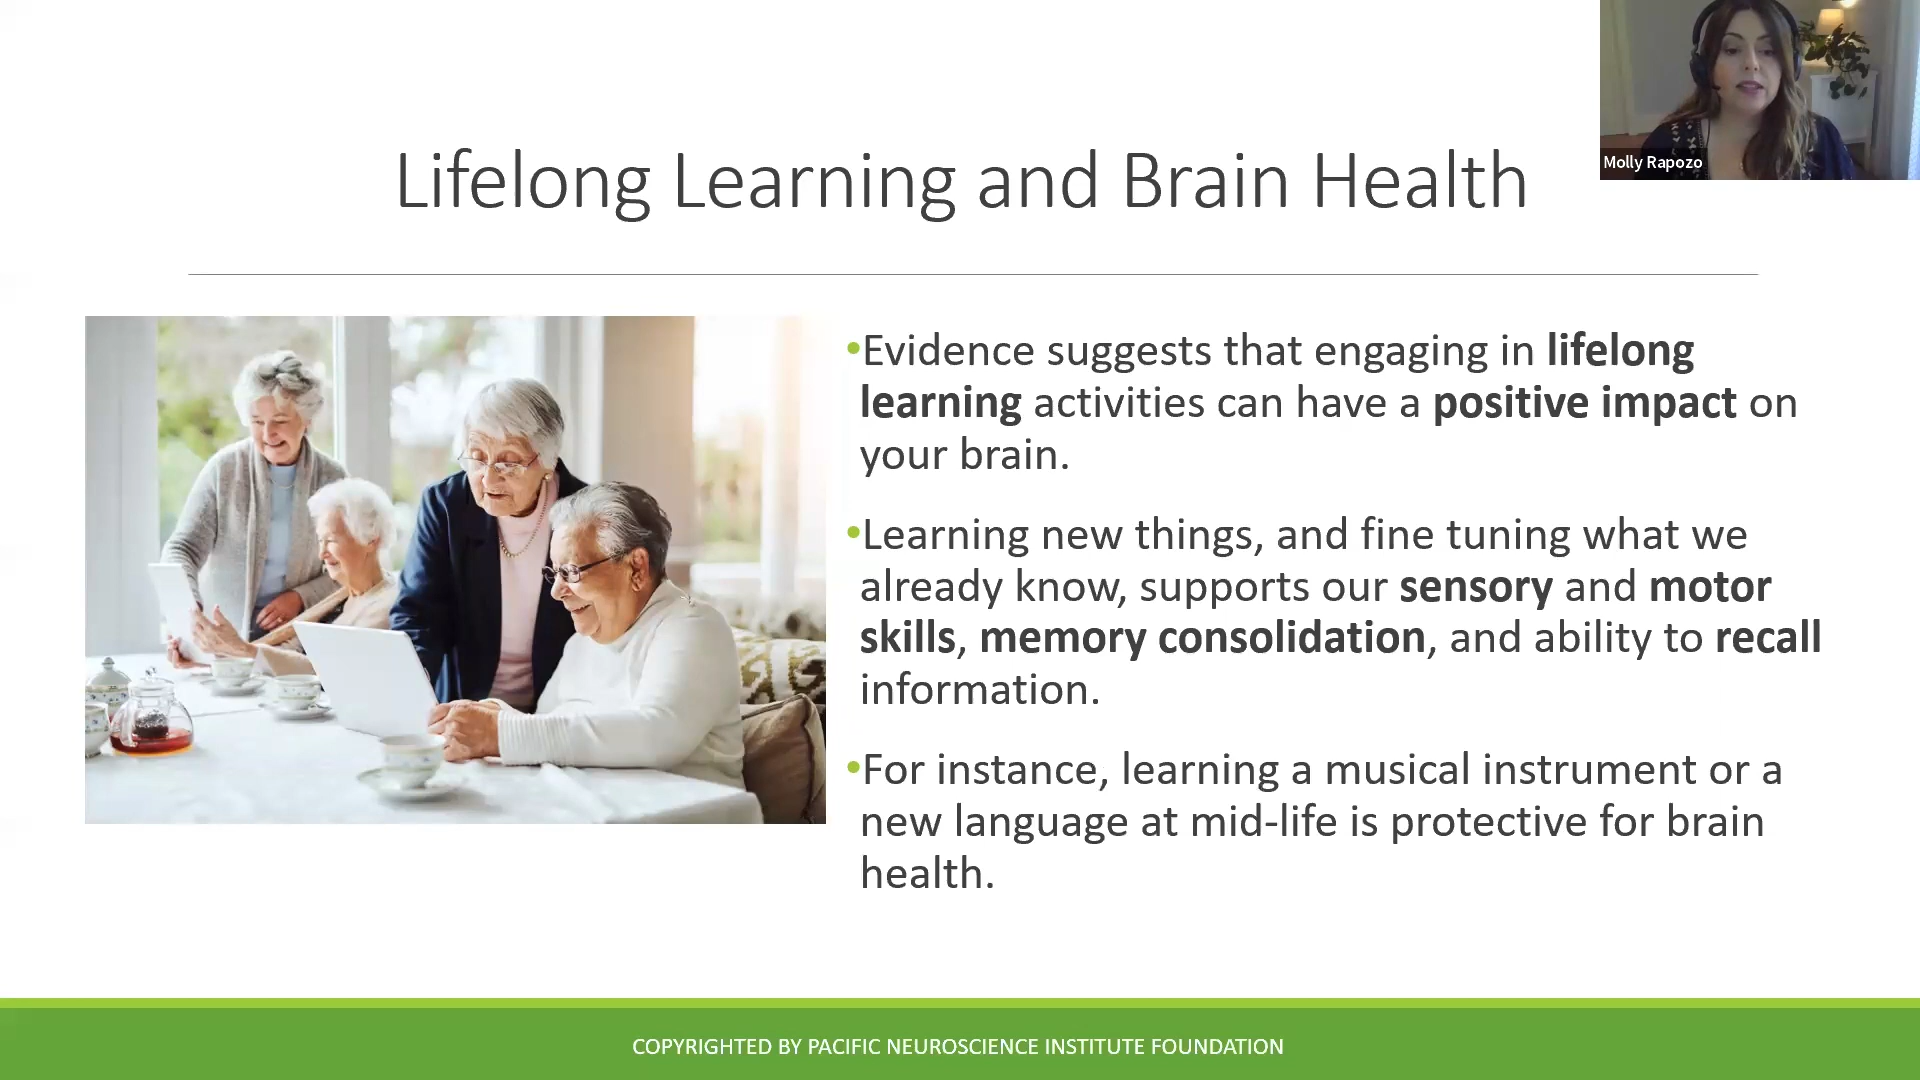 Molly Rapozo
Lifelong Learning and Brain Health
•Evidence suggests that engaging in lifelong
learning activities can have a positive impact on
your brain.
•Learning new things, and fine tuning what we
already know, supports our sensory and motor
skills, memory consolidation, and ability to recall
information.
•For instance, learning a musical instrument or a
new language at mid-life is protective for brain
health.
COPYRIGHTED BY PACIFIC NEUROSCIENCE INSTITUTE FOUNDATION